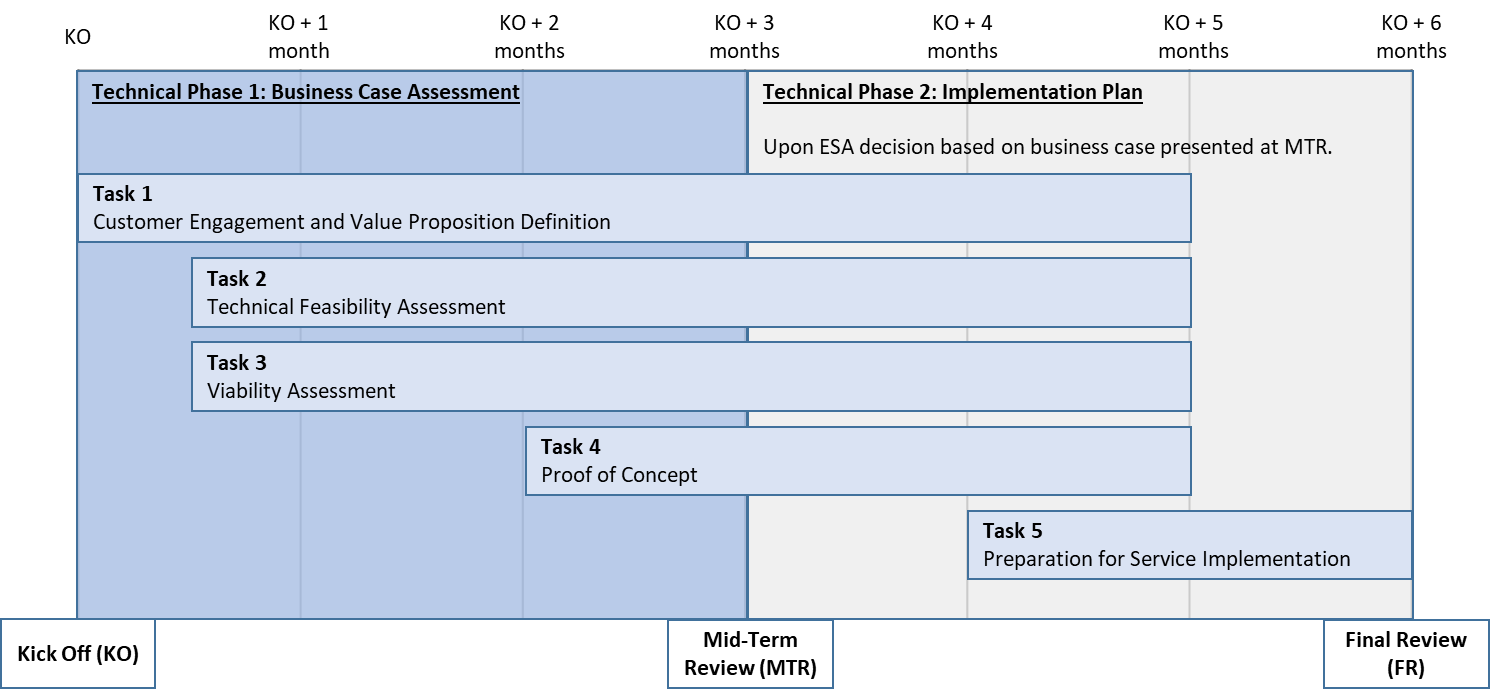 KO
KO + 1
month
KO + 2
months
KO + 3
months
KO + 4
months
KO + 5
months
KO + 6
months
Technical Phase 1: Business Case Assessment
Technical Phase 2: Implementation Plan
Upon ESA decision based on business case presented at MTR.
Task 1
Customer Engagement and Value Proposition Definition
Task 2
Technical Feasibility Assessment
Task 3
Viability Assessment
Task 4
Proof of Concept
Task 5
Preparation for Service Implementation
Kick Off (KO)
Mid-Term
Review (MTR)
Final Review
(FR)